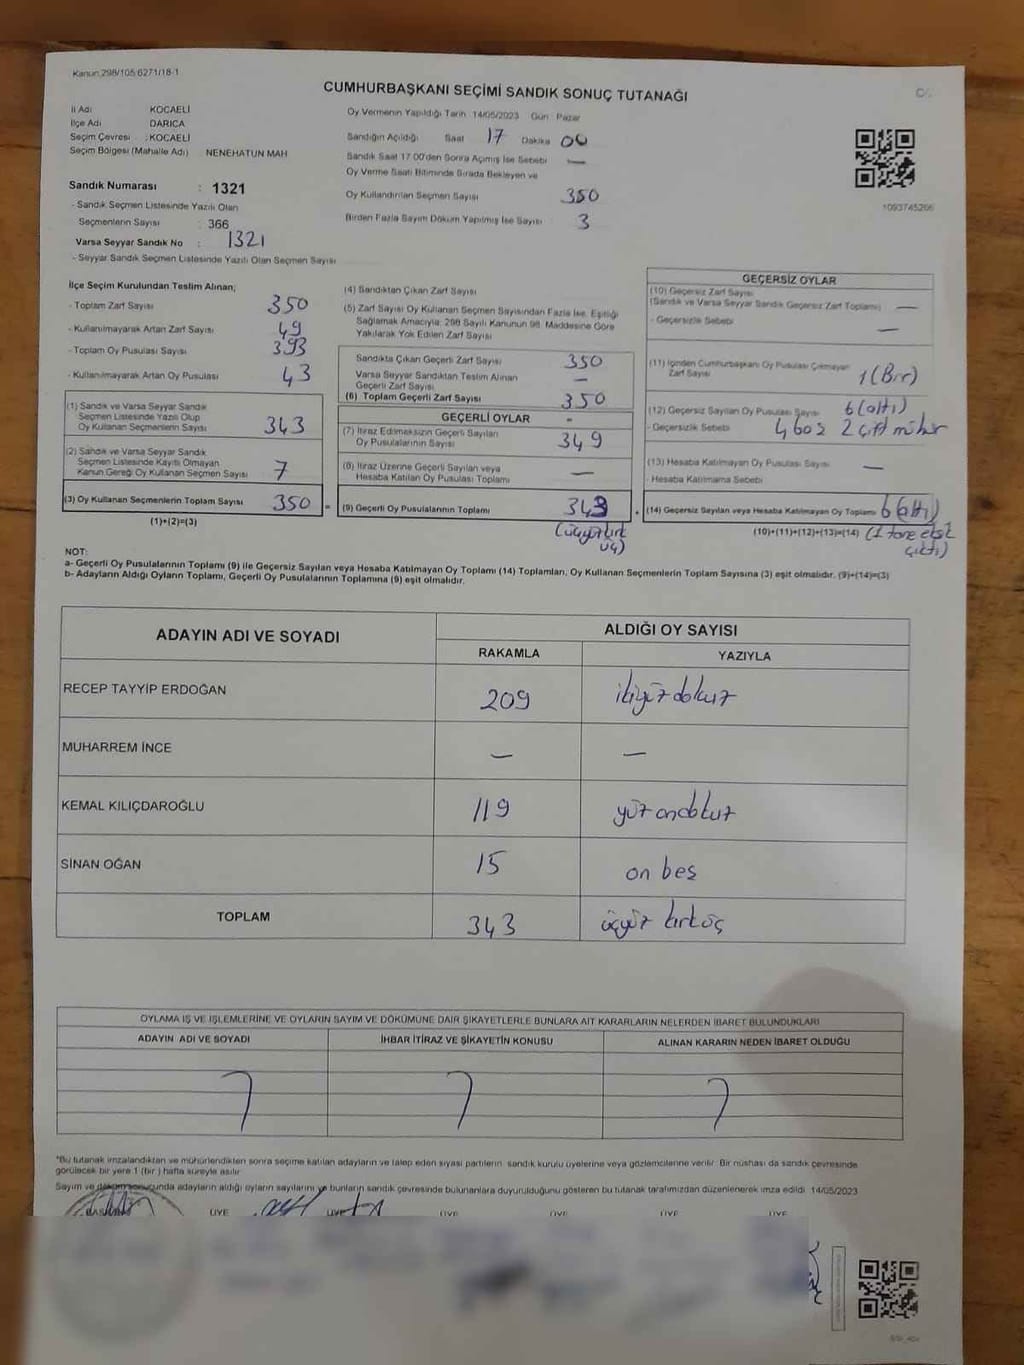 Kanun:298/105 6271/18-1
CUMHURBAŞKANI SEÇİMİ SANDIK SONUÇ TUTANAĞI
İl Adı KOCAELİ
İlçe Adı DARICA
Seçim Çevresi : KOCAELİ
Seçim Bölgesi (Mahalle Adı) NENEHATUN MAH
Oy Vermenin Yapıldığı Tarih 14/05/2023 Gün Pazar
Sandığın Açıldığı Saat 17 Dakika 00
Sandık Saat 17.00'den Sonra Açılmış İse Sebebi —
Oy Verme Saati Bitiminde Sırada Bekleyen ve
Oy Kullandırılan Seçmen Sayısı 350
Birden Fazla Sayım Döküm Yapılmış İse Sayısı 3
1093745266
Sandık Numarası : 1321
- Sandık Seçmen Listesinde Yazılı Olan
Seçmenlerin Sayısı : 366
Varsa Seyyar Sandık No : 1321
- Seyyar Sandık Seçmen Listesinde Yazılı Olan Seçmen Sayısı
İlçe Seçim Kurulundan Teslim Alınan;
- Toplam Zarf Sayısı 350
- Kullanılmayarak Artan Zarf Sayısı 49
- Toplam Oy Pusulası Sayısı 393
- Kullanılmayarak Artan Oy Pusulası 43
(1) Sandık ve Varsa Seyyar Sandık
Seçmen Listesinde Yazılı Olup
Oy Kullanan Seçmenlerin Sayısı 343
(2) Sandık ve Varsa Seyyar Sandık
Seçmen Listesinde Kayıtlı Olmayan
Kanun Gereği Oy Kullanan Seçmen Sayısı 7
(3) Oy Kullanan Seçmenlerin Toplam Sayısı 350
(1)+(2)=(3)
(4) Sandıktan Çıkan Zarf Sayısı
(5) Zarf Sayısı Oy Kullanan Seçmen Sayısından Fazla İse, Eşitliği
Sağlamak Amacıyla; 298 Sayılı Kanunun 98. Maddesine Göre
Yakılarak Yok Edilen Zarf Sayısı
Sandıkta Çıkan Geçerli Zarf Sayısı 350
Varsa Seyyar Sandıktan Teslim Alınan
Geçerli Zarf Sayısı —
(6) Toplam Geçerli Zarf Sayısı 350
GEÇERLİ OYLAR
(7) İtiraz Edilmeksizin Geçerli Sayılan
Oy Pusulalarının Sayısı 349
(8) İtiraz Üzerine Geçerli Sayılan veya
Hesaba Katılan Oy Pusulası Toplamı —
(9) Geçerli Oy Pusulalarının Toplamı 343
(üçyüz kırk
üç)
GEÇERSİZ OYLAR
(10) Geçersiz Zarf Sayısı
(Sandık ve Varsa Seyyar Sandık Geçersiz Zarf Toplamı) —
- Geçersizlik Sebebi —
(11) İçinden Cumhurbaşkanı Oy Pusulası Çıkmayan
Zarf Sayısı 1 (Bir)
(12) Geçersiz Sayılan Oy Pusulası Sayısı 6 (altı)
- Geçersizlik Sebebi 4 boş 2 çift mühür
(13) Hesaba Katılmayan Oy Pusulası Sayısı —
- Hesaba Katılmama Sebebi
(14) Geçersiz Sayılan veya Hesaba Katılmayan Oy Toplamı 6 (altı)
(10)+(11)+(12)+(13)=(14) (1 tane eksik
çıktı)
NOT:
a- Geçerli Oy Pusulalarının Toplamı (9) ile Geçersiz Sayılan veya Hesaba Katılmayan Oy Toplamı (14) Toplamları, Oy Kullanan Seçmenlerin Toplam Sayısına (3) eşit olmalıdır. (9)+(14)=(3)
b- Adayların Aldığı Oyların Toplamı, Geçerli Oy Pusulalarının Toplamına (9) eşit olmalıdır.
ADAYIN ADI VE SOYADI ALDIĞI OY SAYISI
RAKAMLA YAZIYLA
RECEP TAYYİP ERDOĞAN 209 ikiyüz dokuz
MUHARREM İNCE — —
KEMAL KILIÇDAROĞLU 119 yüz ondokuz
SİNAN OĞAN 15 on beş
TOPLAM 343 üçyüz kırk üç
OYLAMA İŞ VE İŞLEMLERİNE VE OYLARIN SAYIM VE DÖKÜMÜNE DAİR ŞİKAYETLERLE BUNLARA AİT KARARLARIN NELERDEN İBARET BULUNDUKLARI
ADAYIN ADI VE SOYADI İHBAR İTİRAZ VE ŞİKAYETİN KONUSU ALINAN KARARIN NEDEN İBARET OLDUĞU
*Bu tutanak imzalandıktan ve mühürlendikten sonra seçime katılan adayların ve talep eden siyasi partilerin sandık kurulu üyelerine veya gözlemcilerine verilir. Bir nüshası da sandık çevresinde
görülecek bir yere 1 (bir) hafta süreyle asılır.
Sayım ve döküm sonucunda adayların aldığı oyların sayılarını ve bunların sandık çevresinde bulunanlara duyurulduğunu gösteren bu tutanak tarafımızdan düzenlenerek imza edildi. 14/05/2023
BAŞKAN ÜYE ÜYE ÜYE ÜYE ÜYE ÜYE